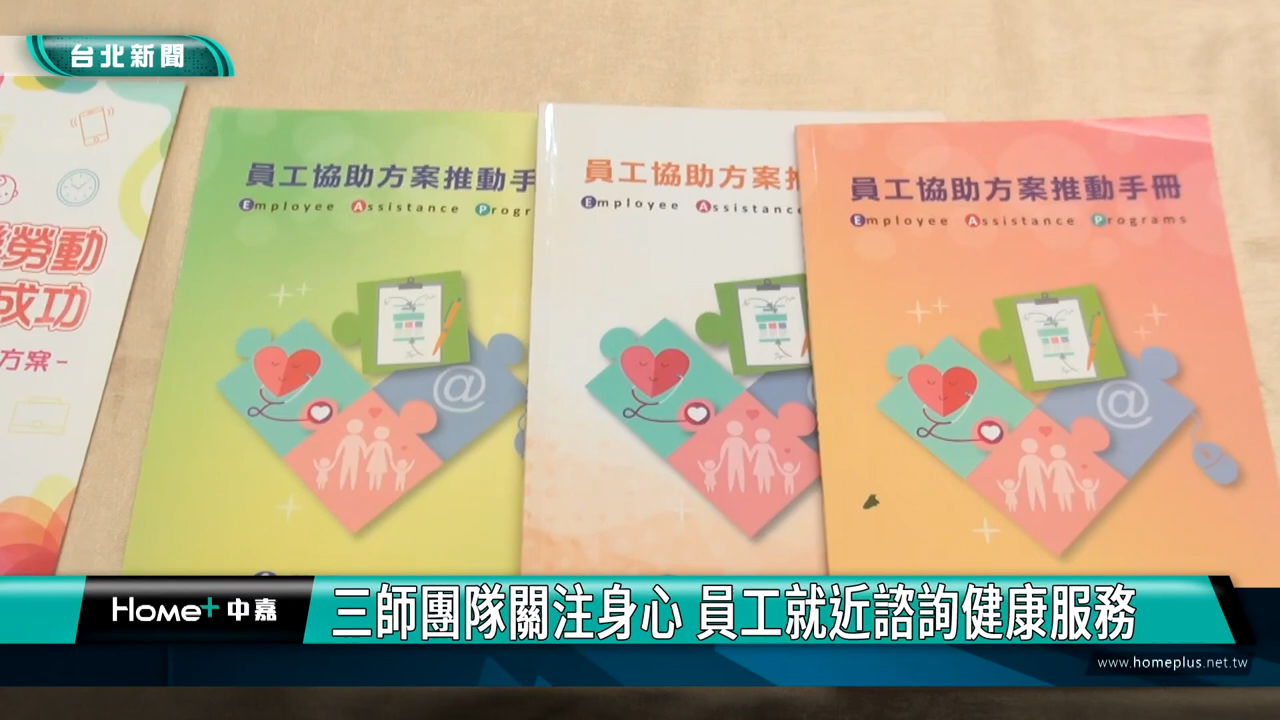 台北新聞
勞動
成功
方案-
員工協助方案推動手
Employee Assistance Progr
員工協助方案推
Employee Assistance
員工協助方案推動手冊
Employee Assistance Programs
@
@
Home+中嘉
三師團隊關注身心 員工就近諮詢健康服務
www.homeplus.net.tw